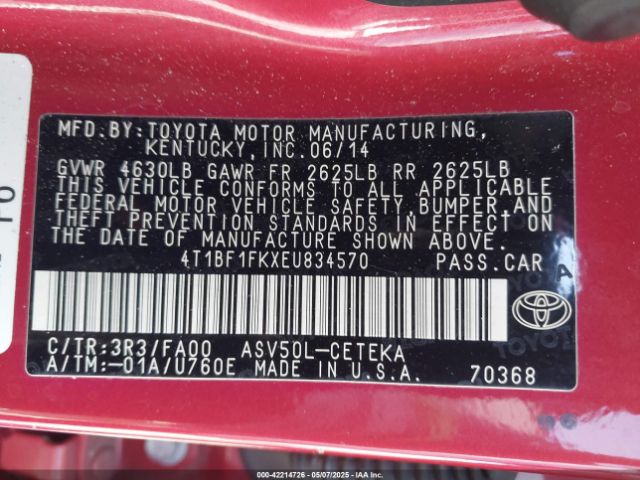 MFD.BY: TOYOTA MOTOR MANUFACTURING,
KENTUCKY, INC. 06/14
GVWR 4630LB GAWR FR 2625LB RR 2625LB
THIS VEHICLE CONFORMS TO ALL APPLICABLE
FEDERAL MOTOR VEHICLE SAFETY, BUMPER, AND
THEFT PREVENTION STANDARDS IN EFFECT ON
THE DATE OF MANUFACTURE SHOWN ABOVE.
4T1BF1FKXEU834570 PASS.CAR
A
C/TR:3R3/FA00 ASV50L-CETEKA
A/TM:-01A/U760E MADE IN U.S.A. 70368
000-42214726 - 05/07/2025 - IAAI.COM